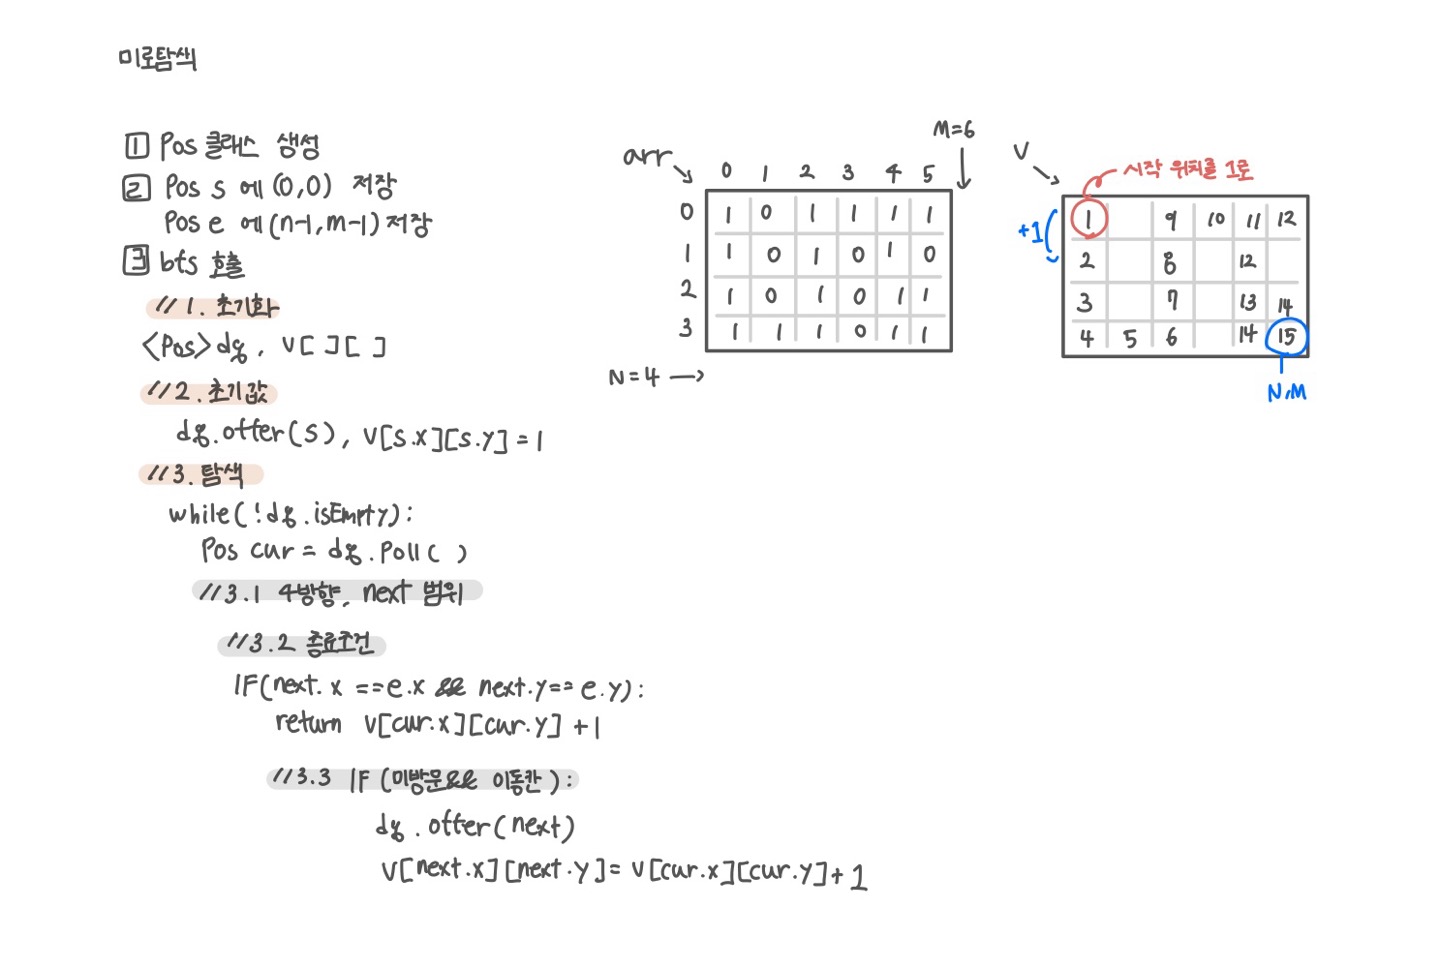 미로탐색
1 Pos 클래스 생성
2 Pos s 에 (0,0) 저장
Pos e 에 (n-1, m-1) 저장
3 bfs 호출
//1. 초기화
<Pos> dq, V[ ][ ]
//2. 초기값
dq.offer(s), V[s.x][s.y] = 1
//3. 탐색
while(!dq.isEmpty):
Pos cur = dq.Poll( )
//3.1 4방향, next 범위
//3.2 종료조건
IF(next.x == e.x && next.y == e.y):
return V[cur.x][cur.y] + 1
//3.3 IF (미방문 && 이동칸):
dq.offer(next)
V[next.x][next.y] = V[cur.x][cur.y] + 1
M=6
arr
0 1 2 3 4 5
0 1 0 1 1 1 1
1 1 0 1 0 1 0
2 1 0 1 0 1 1
3 1 1 1 0 1 1
N=4
V
시작 위치를 1로
+1
1 9 10 11 12
2 8 12
3 7 13 14
4 5 6 14 15
N,M